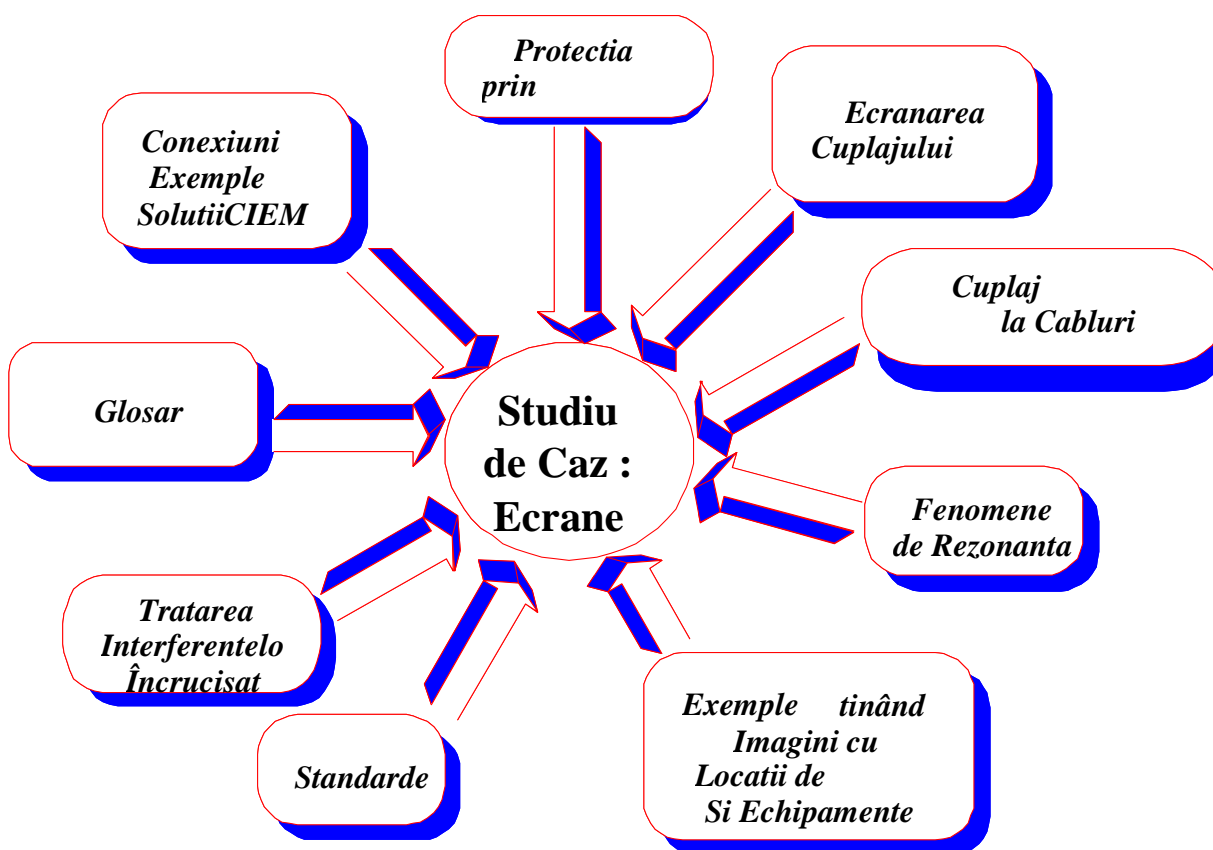 Protectia
prin
Ecranarea
Cuplajului
Conexiuni
Exemple
SolutiiCIEM
Cuplaj
la Cabluri
Glosar
Studiu
de Caz :
Ecrane
Fenomene
de Rezonanta
Tratarea
Interferentelo
Încrucisat
Exemple tinând
Imagini cu
Locatii de
Si Echipamente
Standarde